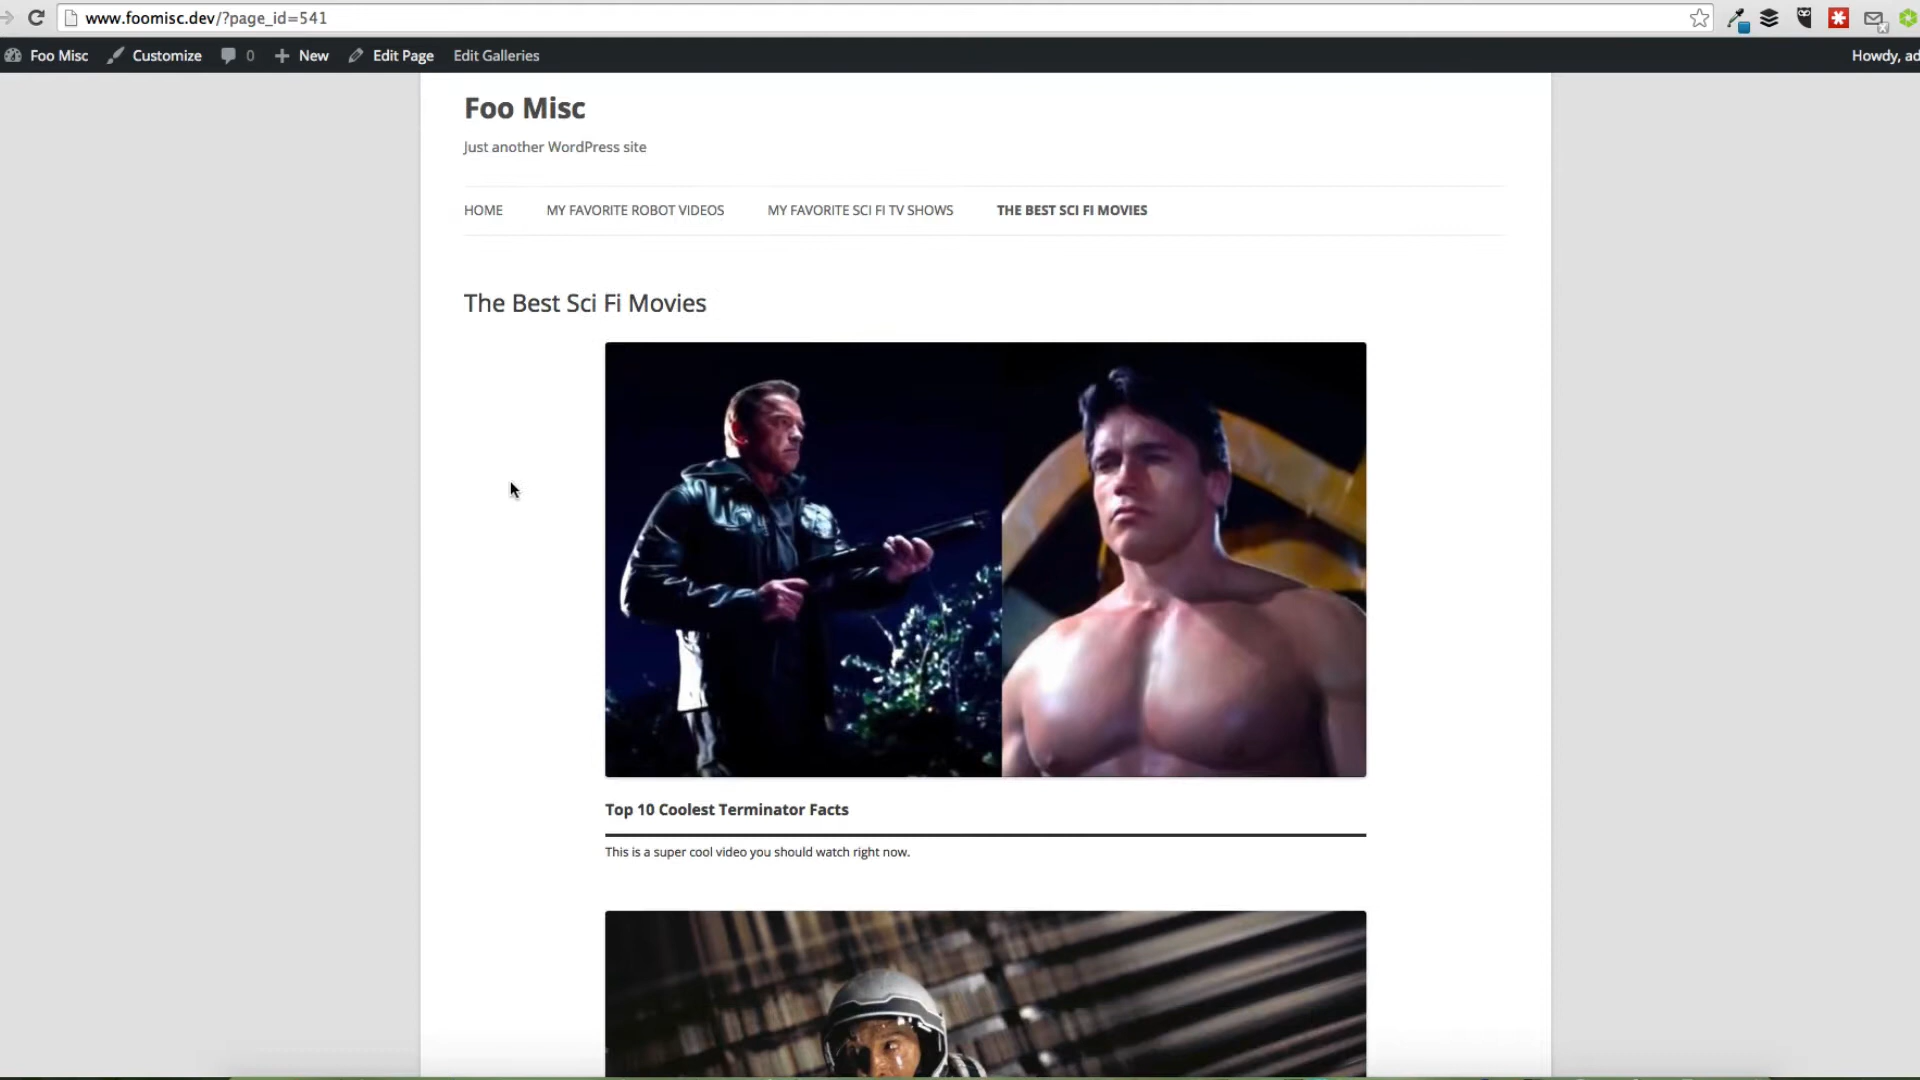 www.foomisc.dev/?page_id=541
Foo Misc Customize 0 New Edit Page Edit Galleries Howdy, ad
Foo Misc
Just another WordPress site
HOME MY FAVORITE ROBOT VIDEOS MY FAVORITE SCI FI TV SHOWS THE BEST SCI FI MOVIES
The Best Sci Fi Movies
Top 10 Coolest Terminator Facts
This is a super cool video you should watch right now.